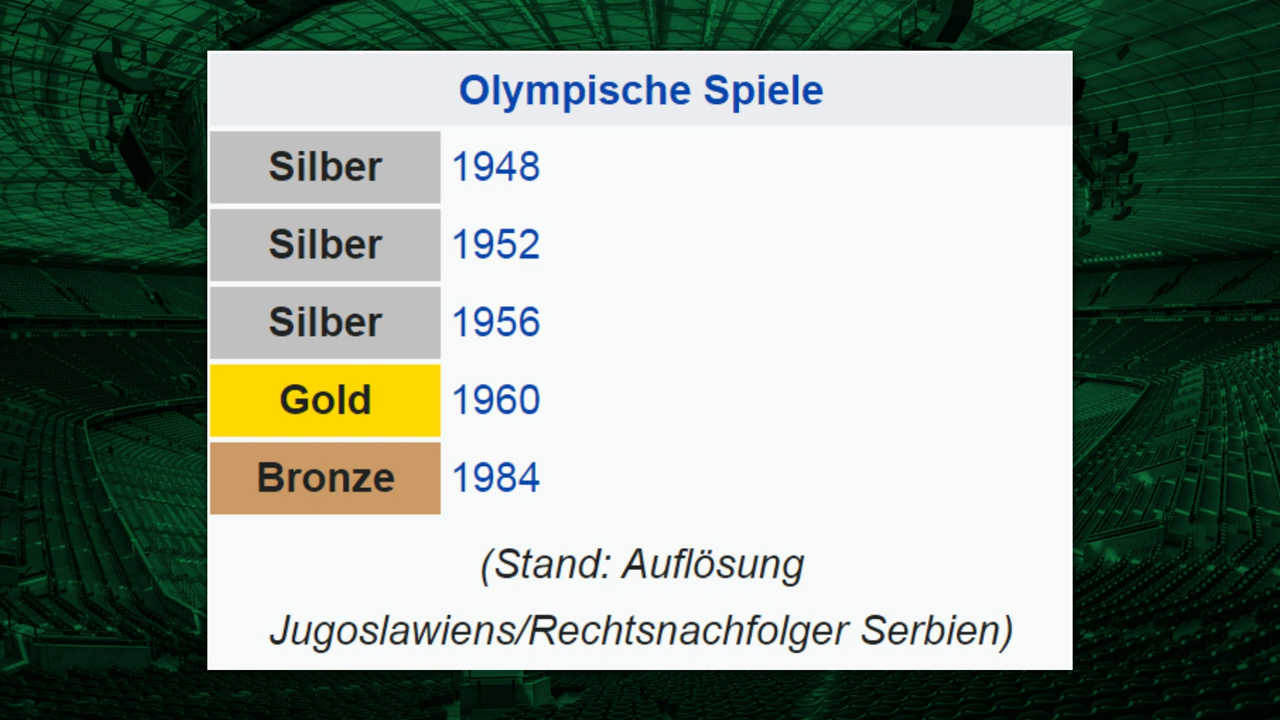 Olympische Spiele
Silber 1948
Silber 1952
Silber 1956
Gold 1960
Bronze 1984
(Stand: Auflösung
Jugoslawiens/Rechtsnachfolger Serbien)